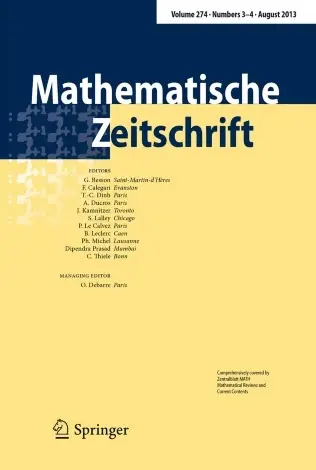 Volume 274 · Numbers 3–4 · August 2013
Mathematische
Zeitschrift
EDITORS
G. Besson Saint-Martin-d'Hères
F. Calegari Evanston
T.-C. Dinh Paris
A. Ducros Paris
J. Kamnitzer Toronto
S. Lalley Chicago
P. Le Calvez Paris
B. Leclerc Caen
Ph. Michel Lausanne
Dipendra Prasad Mumbai
C. Thiele Bonn
MANAGING EDITOR
O. Debarre Paris
Comprehensively covered by
Zentralblatt MATH
Mathematical Reviews and
Current Contents
Springer